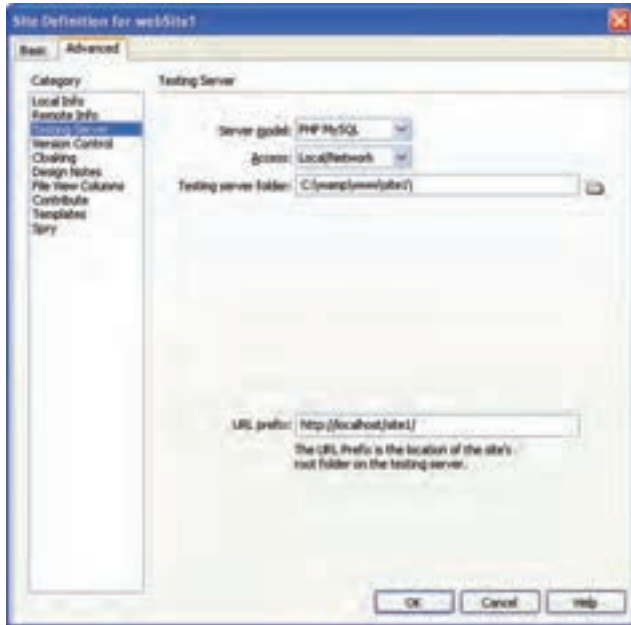 Site Definition for webSite1
Basic
Advanced
Category
Local Info
Remote Info
Testing Server
Version Control
Cloaking
Design Notes
File View Columns
Contribute
Templates
Spry
Testing Server
Server model: PHP MySQL
Access: Local/Network
Testing server folder: C:\wamp\www\site1\
URL prefix: http://localhost/site1/
The URL Prefix is the location of the site's
root folder on the testing server.
OK
Cancel
Help